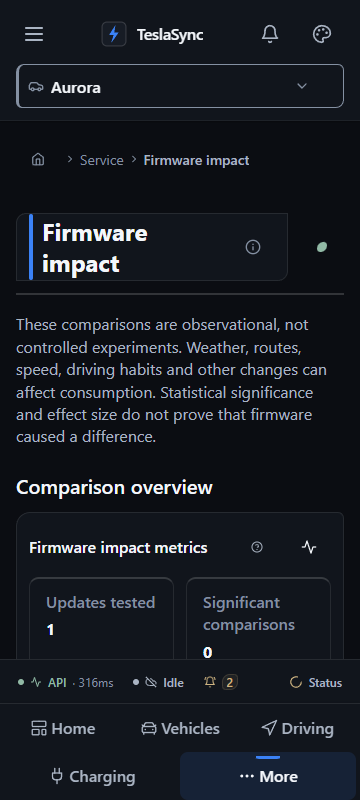 TeslaSync
Aurora
Service
Firmware impact
Firmware
impact
These comparisons are observational, not
controlled experiments. Weather, routes,
speed, driving habits and other changes can
affect consumption. Statistical significance
and effect size do not prove that firmware
caused a difference.
Comparison overview
Firmware impact metrics
Updates tested
1
Significant
comparisons
0
API · 316ms
Idle
2
Status
Home
Vehicles
Driving
Charging
More